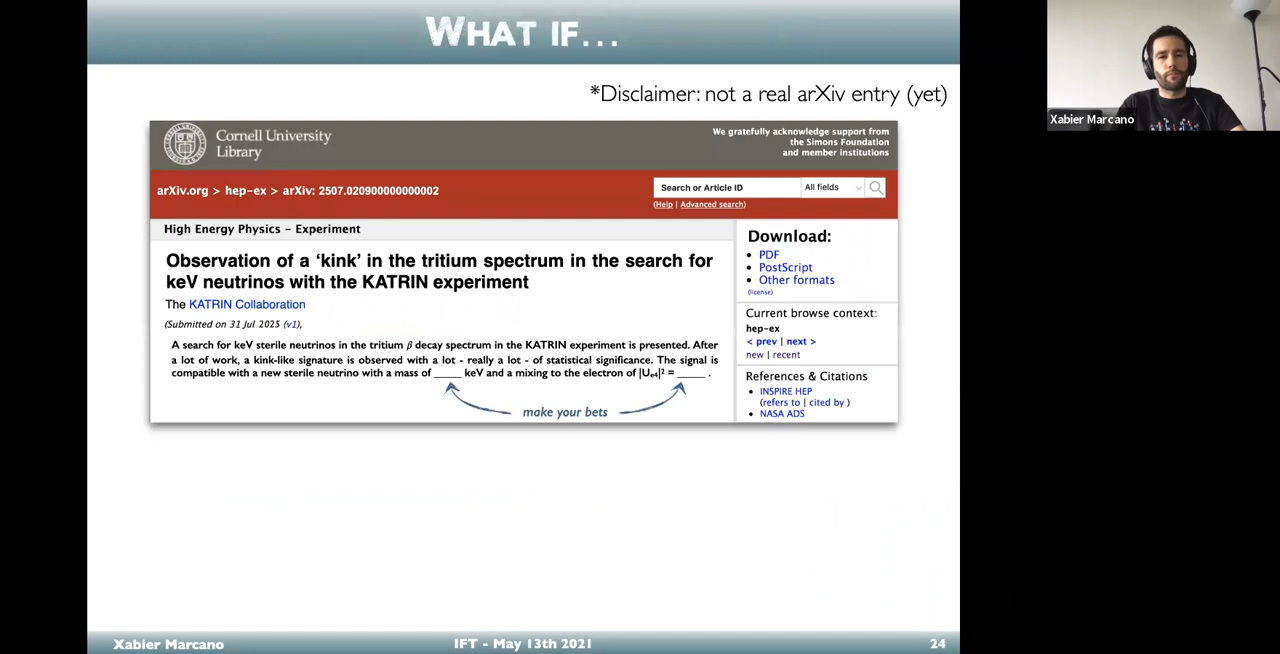 WHAT IF...
*Disclaimer: not a real arXiv entry (yet)
Xabier Marcano
Cornell University
Library
We gratefully acknowledge support from
the Simons Foundation
and member institutions
arXiv.org > hep-ex > arXiv: 2507.020900000000002
Search or Article ID
All fields
(Help | Advanced search)
High Energy Physics – Experiment
Observation of a ‘kink’ in the tritium spectrum in the search for
keV neutrinos with the KATRIN experiment
The KATRIN Collaboration
(Submitted on 31 Jul 2025 (v1),
A search for keV sterile neutrinos in the tritium β decay spectrum in the KATRIN experiment is presented. After
a lot of work, a kink-like signature is observed with a lot - really a lot - of statistical significance. The signal is
compatible with a new sterile neutrino with a mass of _____ keV and a mixing to the electron of |Ue4|² = _____ .
make your bets
Download:
• PDF
• PostScript
• Other formats
(license)
Current browse context:
hep-ex
< prev | next >
new | recent
References & Citations
• INSPIRE HEP
(refers to | cited by )
• NASA ADS
Xabier Marcano
IFT - May 13th 2021
24